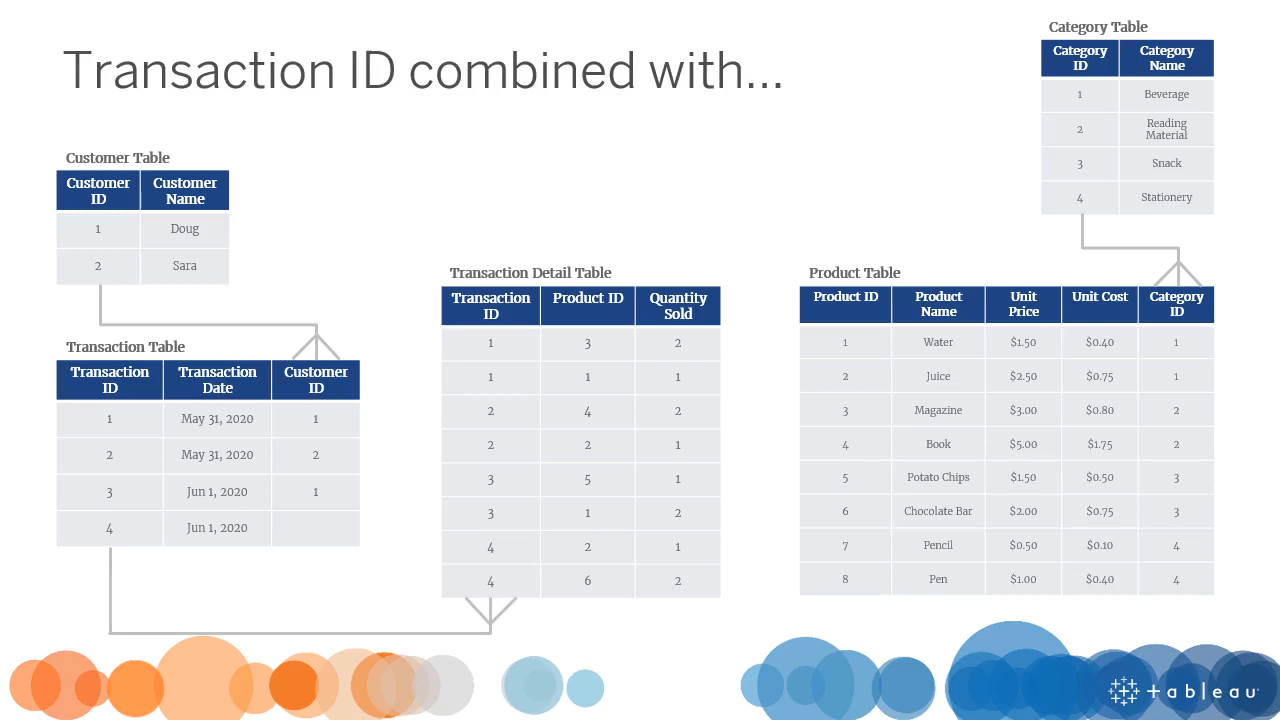 Transaction ID combined with...
Category Table
Category ID | Category Name
1 | Beverage
2 | Reading Material
3 | Snack
4 | Stationery
Customer Table
Customer ID | Customer Name
1 | Doug
2 | Sara
Transaction Table
Transaction ID | Transaction Date | Customer ID
1 | May 31, 2020 | 1
2 | May 31, 2020 | 2
3 | Jun 1, 2020 | 1
4 | Jun 1, 2020 |
Transaction Detail Table
Transaction ID | Product ID | Quantity Sold
1 | 3 | 2
1 | 1 | 1
2 | 4 | 2
2 | 2 | 1
3 | 5 | 1
3 | 1 | 2
4 | 2 | 1
4 | 6 | 2
Product Table
Product ID | Product Name | Unit Price | Unit Cost | Category ID
1 | Water | $1.50 | $0.40 | 1
2 | Juice | $2.50 | $0.75 | 1
3 | Magazine | $3.00 | $0.80 | 2
4 | Book | $5.00 | $1.75 | 2
5 | Potato Chips | $1.50 | $0.50 | 3
6 | Chocolate Bar | $2.00 | $0.75 | 3
7 | Pencil | $0.50 | $0.10 | 4
8 | Pen | $1.00 | $0.40 | 4
+ableau